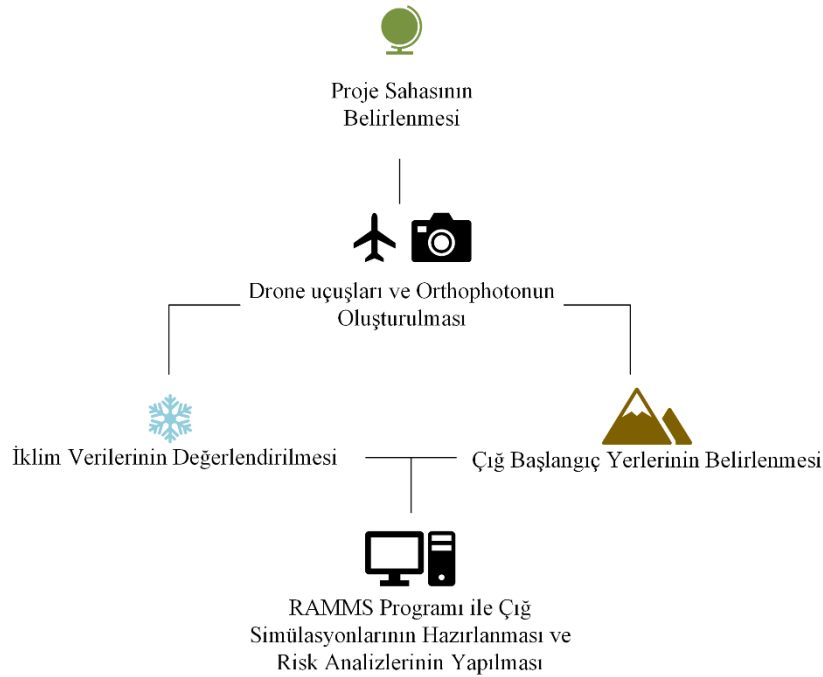 Proje Sahasının
Belirlenmesi
Drone uçuşları ve Orthophotonun
Oluşturulması
İklim Verilerinin Değerlendirilmesi
Çığ Başlangıç Yerlerinin Belirlenmesi
RAMMS Programı ile Çığ
Simülasyonlarının Hazırlanması ve
Risk Analizlerinin Yapılması